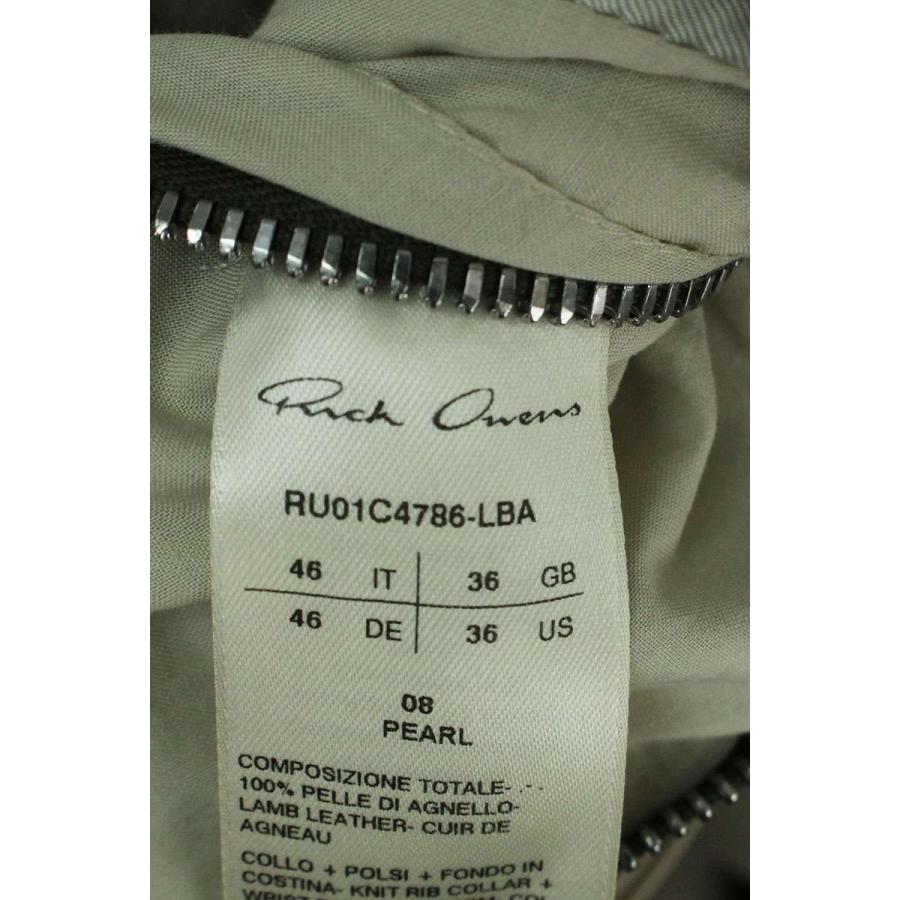 Rick Owens
RU01C4786-LBA
46 IT 36 GB
46 DE 36 US
08
PEARL
COMPOSIZIONE TOTALE-
100% PELLE DI AGNELLO-
LAMB LEATHER- CUIR DE
AGNEAU
COLLO + POLSI + FONDO IN
COSTINA- KNIT RIB COLLAR +